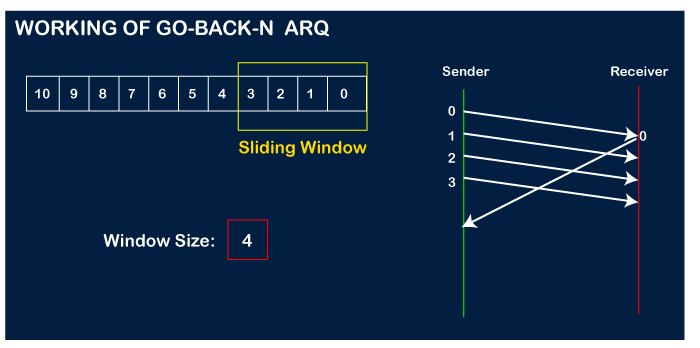 WORKING OF GO-BACK-N ARQ
10 9 8 7 6 5 4 3 2 1 0
Sliding Window
Window Size: 4
Sender Receiver
0
1 0
2
3